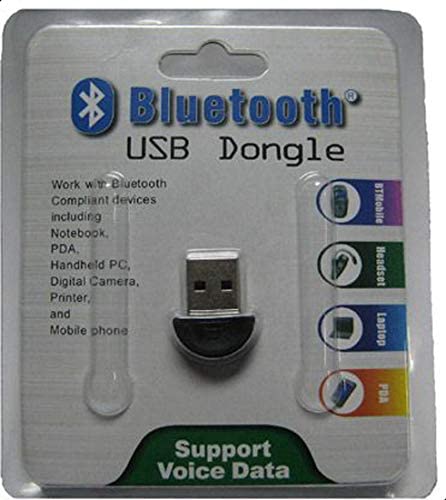 Bluetooth®
USB Dongle
Work with Bluetooth
Compliant devices
including
Notebook,
PDA,
Handheld PC,
Digital Camera,
Printer,
and
Mobile phone
BTMobile
Headset
Laptop
PDA
Support
Voice Data